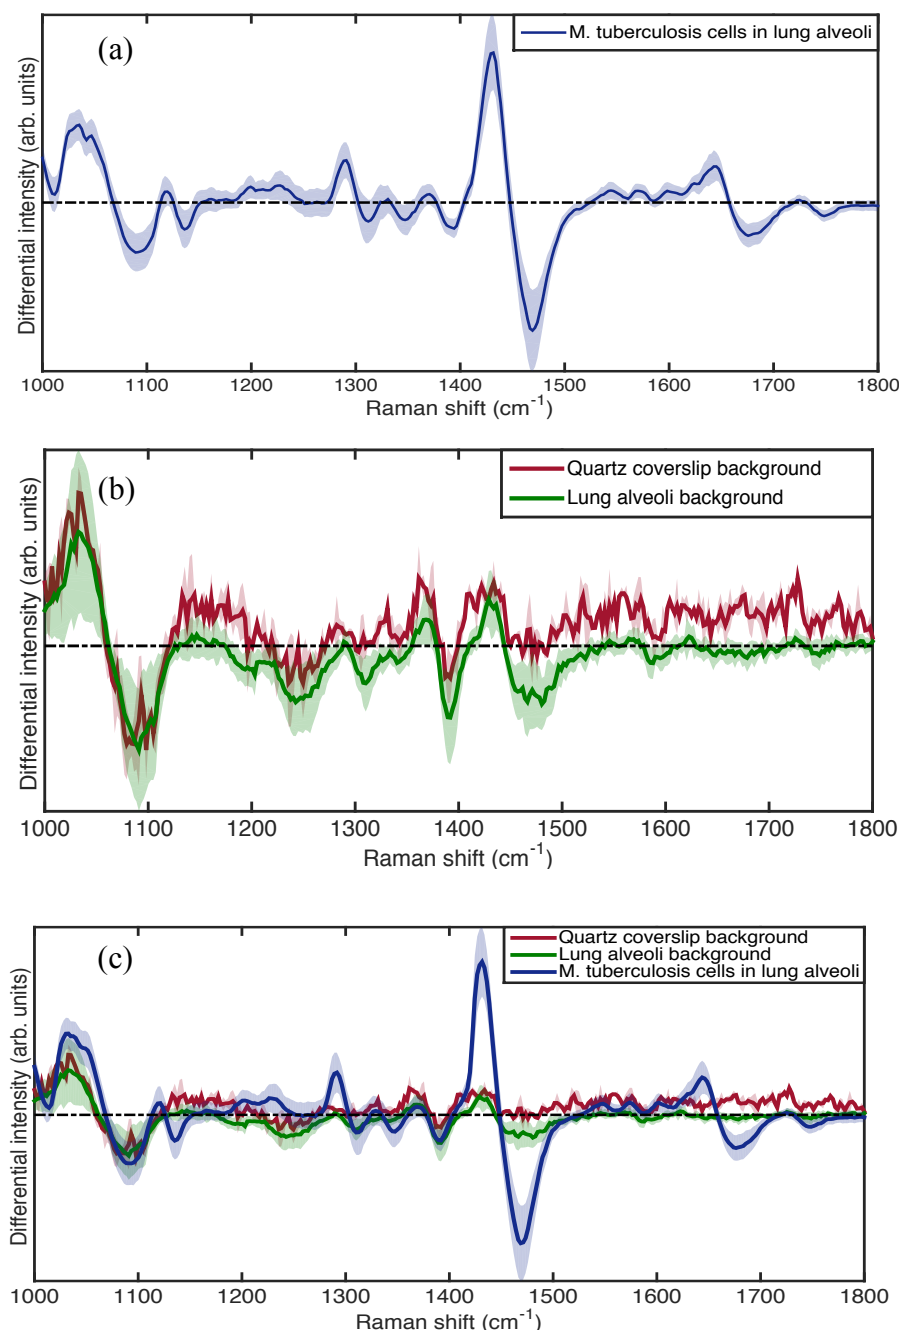 (a)
M. tuberculosis cells in lung alveoli
Differential intensity (arb. units)
1000 1100 1200 1300 1400 1500 1600 1700 1800
Raman shift (cm-1)
(b)
Quartz coverslip background
Lung alveoli background
Differential intensity (arb. units)
1000 1100 1200 1300 1400 1500 1600 1700 1800
Raman shift (cm-1)
(c)
Quartz coverslip background
Lung alveoli background
M. tuberculosis cells in lung alveoli
Differential intensity (arb. units)
1000 1100 1200 1300 1400 1500 1600 1700 1800
Raman shift (cm-1)